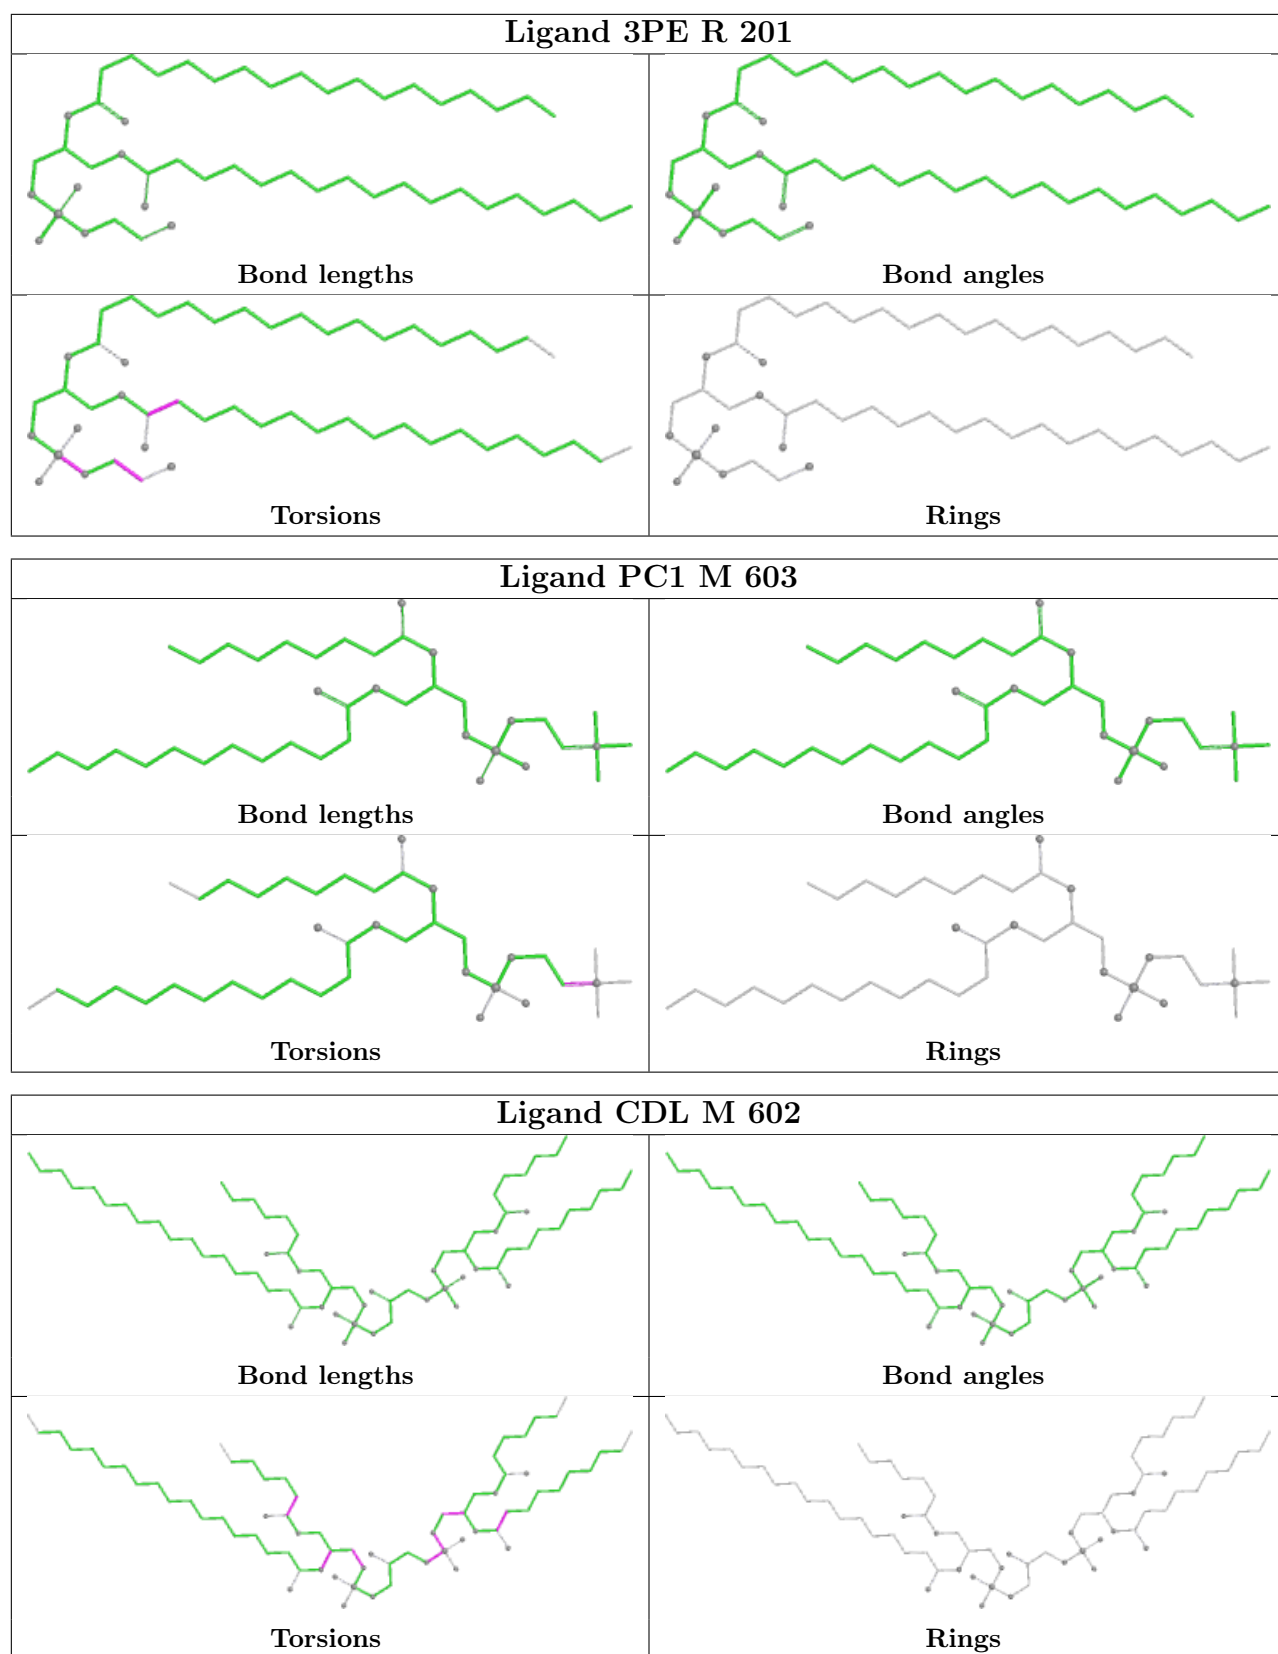 Ligand 3PE R 201
Bond lengths
Bond angles
Torsions
Rings
Ligand PC1 M 603
Bond lengths
Bond angles
Torsions
Rings
Ligand CDL M 602
Bond lengths
Bond angles
Torsions
Rings